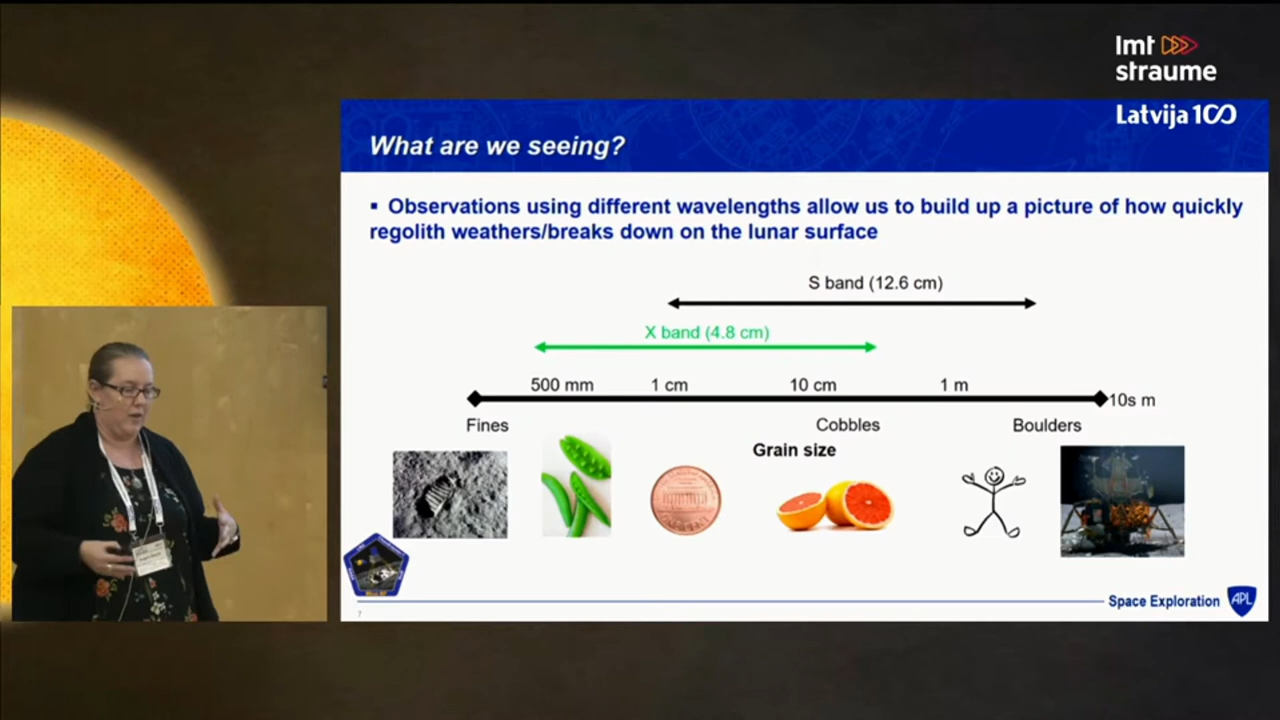 lmt
straume
Latvija 100
What are we seeing?
▪ Observations using different wavelengths allow us to build up a picture of how quickly
regolith weathers/breaks down on the lunar surface
S band (12.6 cm)
X band (4.8 cm)
500 mm 1 cm 10 cm 1 m
10s m
Fines Cobbles Boulders
Grain size
7
Space Exploration APL